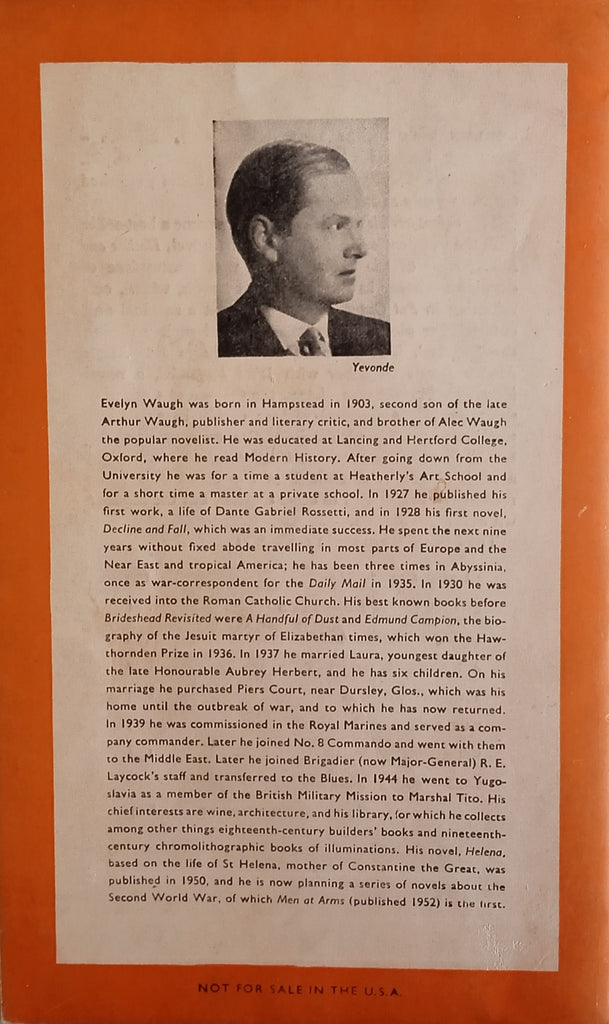 Yevonde
Evelyn Waugh was born in Hampstead in 1903, second son of the late
Arthur Waugh, publisher and literary critic, and brother of Alec Waugh
the popular novelist. He was educated at Lancing and Hertford College,
Oxford, where he read Modern History. After going down from the
University he was for a time a student at Heatherly's Art School and
for a short time a master at a private school. In 1927 he published his
first work, a life of Dante Gabriel Rossetti, and in 1928 his first novel,
Decline and Fall, which was an immediate success. He spent the next nine
years without fixed abode travelling in most parts of Europe and the
Near East and tropical America; he has been three times in Abyssinia,
once as war-correspondent for the Daily Mail in 1935. In 1930 he was
received into the Roman Catholic Church. His best known books before
Brideshead Revisited were A Handful of Dust and Edmund Campion, the bio-
graphy of the Jesuit martyr of Elizabethan times, which won the Haw-
thornden Prize in 1936. In 1937 he married Laura, youngest daughter of
the late Honourable Aubrey Herbert, and he has six children. On his
marriage he purchased Piers Court, near Dursley, Glos., which was his
home until the outbreak of war, and to which he has now returned.
In 1939 he was commissioned in the Royal Marines and served as a com-
pany commander. Later he joined No. 8 Commando and went with them
to the Middle East. Later he joined Brigadier (now Major-General) R. E.
Laycock's staff and transferred to the Blues. In 1944 he went to Yugo-
slavia as a member of the British Military Mission to Marshal Tito. His
chief interests are wine, architecture, and his library, for which he collects
among other things eighteenth-century builders' books and nineteenth-
century chromolithographic books of illuminations. His novel, Helena,
based on the life of St Helena, mother of Constantine the Great, was
published in 1950, and he is now planning a series of novels about the
Second World War, of which Men at Arms (published 1952) is the first.
NOT FOR SALE IN THE U.S.A.